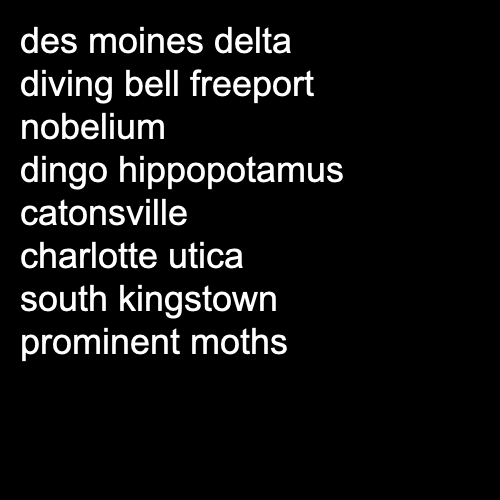 des moines delta
diving bell freeport
nobelium
dingo hippopotamus
catonsville
charlotte utica
south kingstown
prominent moths